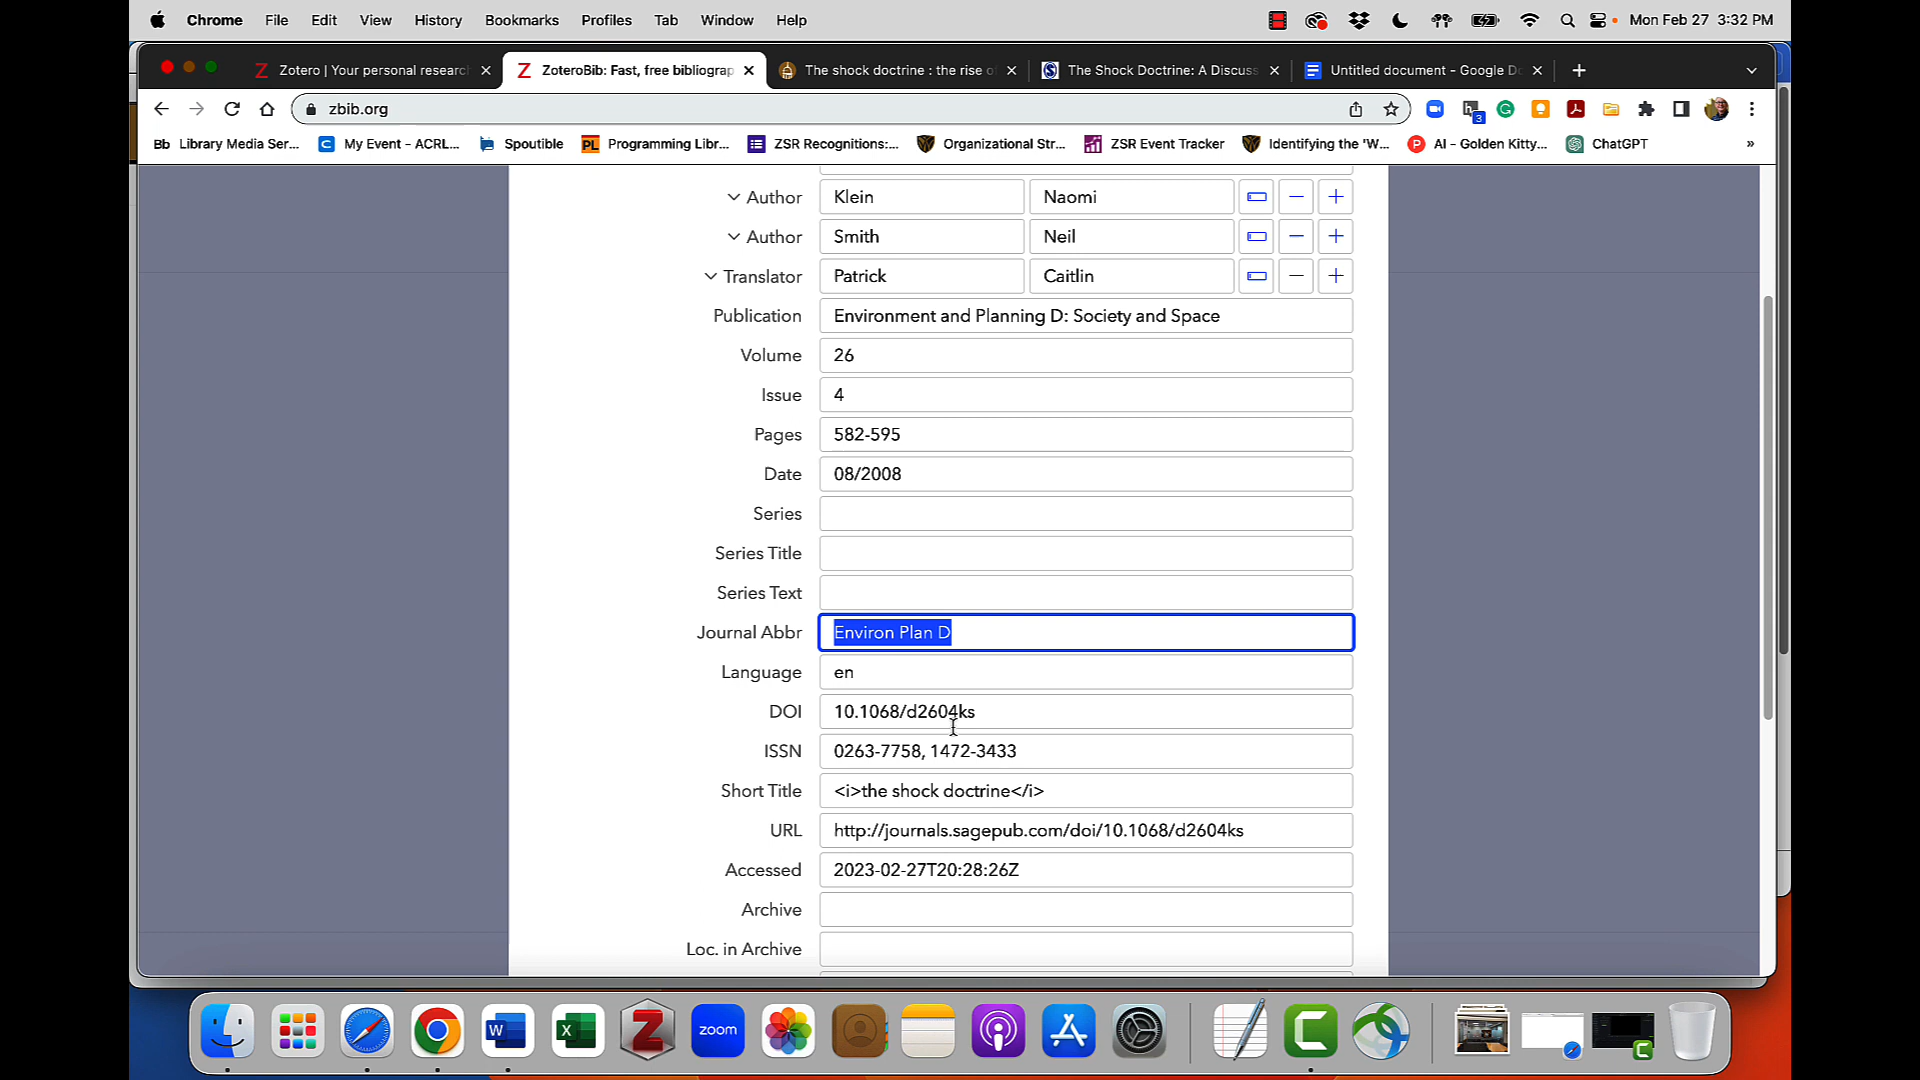 Chrome File Edit View History Bookmarks Profiles Tab Window Help Mon Feb 27 3:32 PM
Zotero | Your personal research ZoteroBib: Fast, free bibliograp The shock doctrine : the rise o The Shock Doctrine: A Discuss Untitled document - Google Do
zbib.org
3
Bb Library Media Ser... My Event – ACRL... Spoutible PL Programming Libr... ZSR Recognitions:... Organizational Str... ZSR Event Tracker Identifying the 'W... AI – Golden Kitty... ChatGPT »
Author Klein Naomi
Author Smith Neil
Translator Patrick Caitlin
Publication Environment and Planning D: Society and Space
Volume 26
Issue 4
Pages 582-595
Date 08/2008
Series
Series Title
Series Text
Journal Abbr Environ Plan D
Language en
DOI 10.1068/d2604ks
ISSN 0263-7758, 1472-3433
Short Title <i>the shock doctrine</i>
URL http://journals.sagepub.com/doi/10.1068/d2604ks
Accessed 2023-02-27T20:28:26Z
Archive
Loc. in Archive
W X Z zoom C